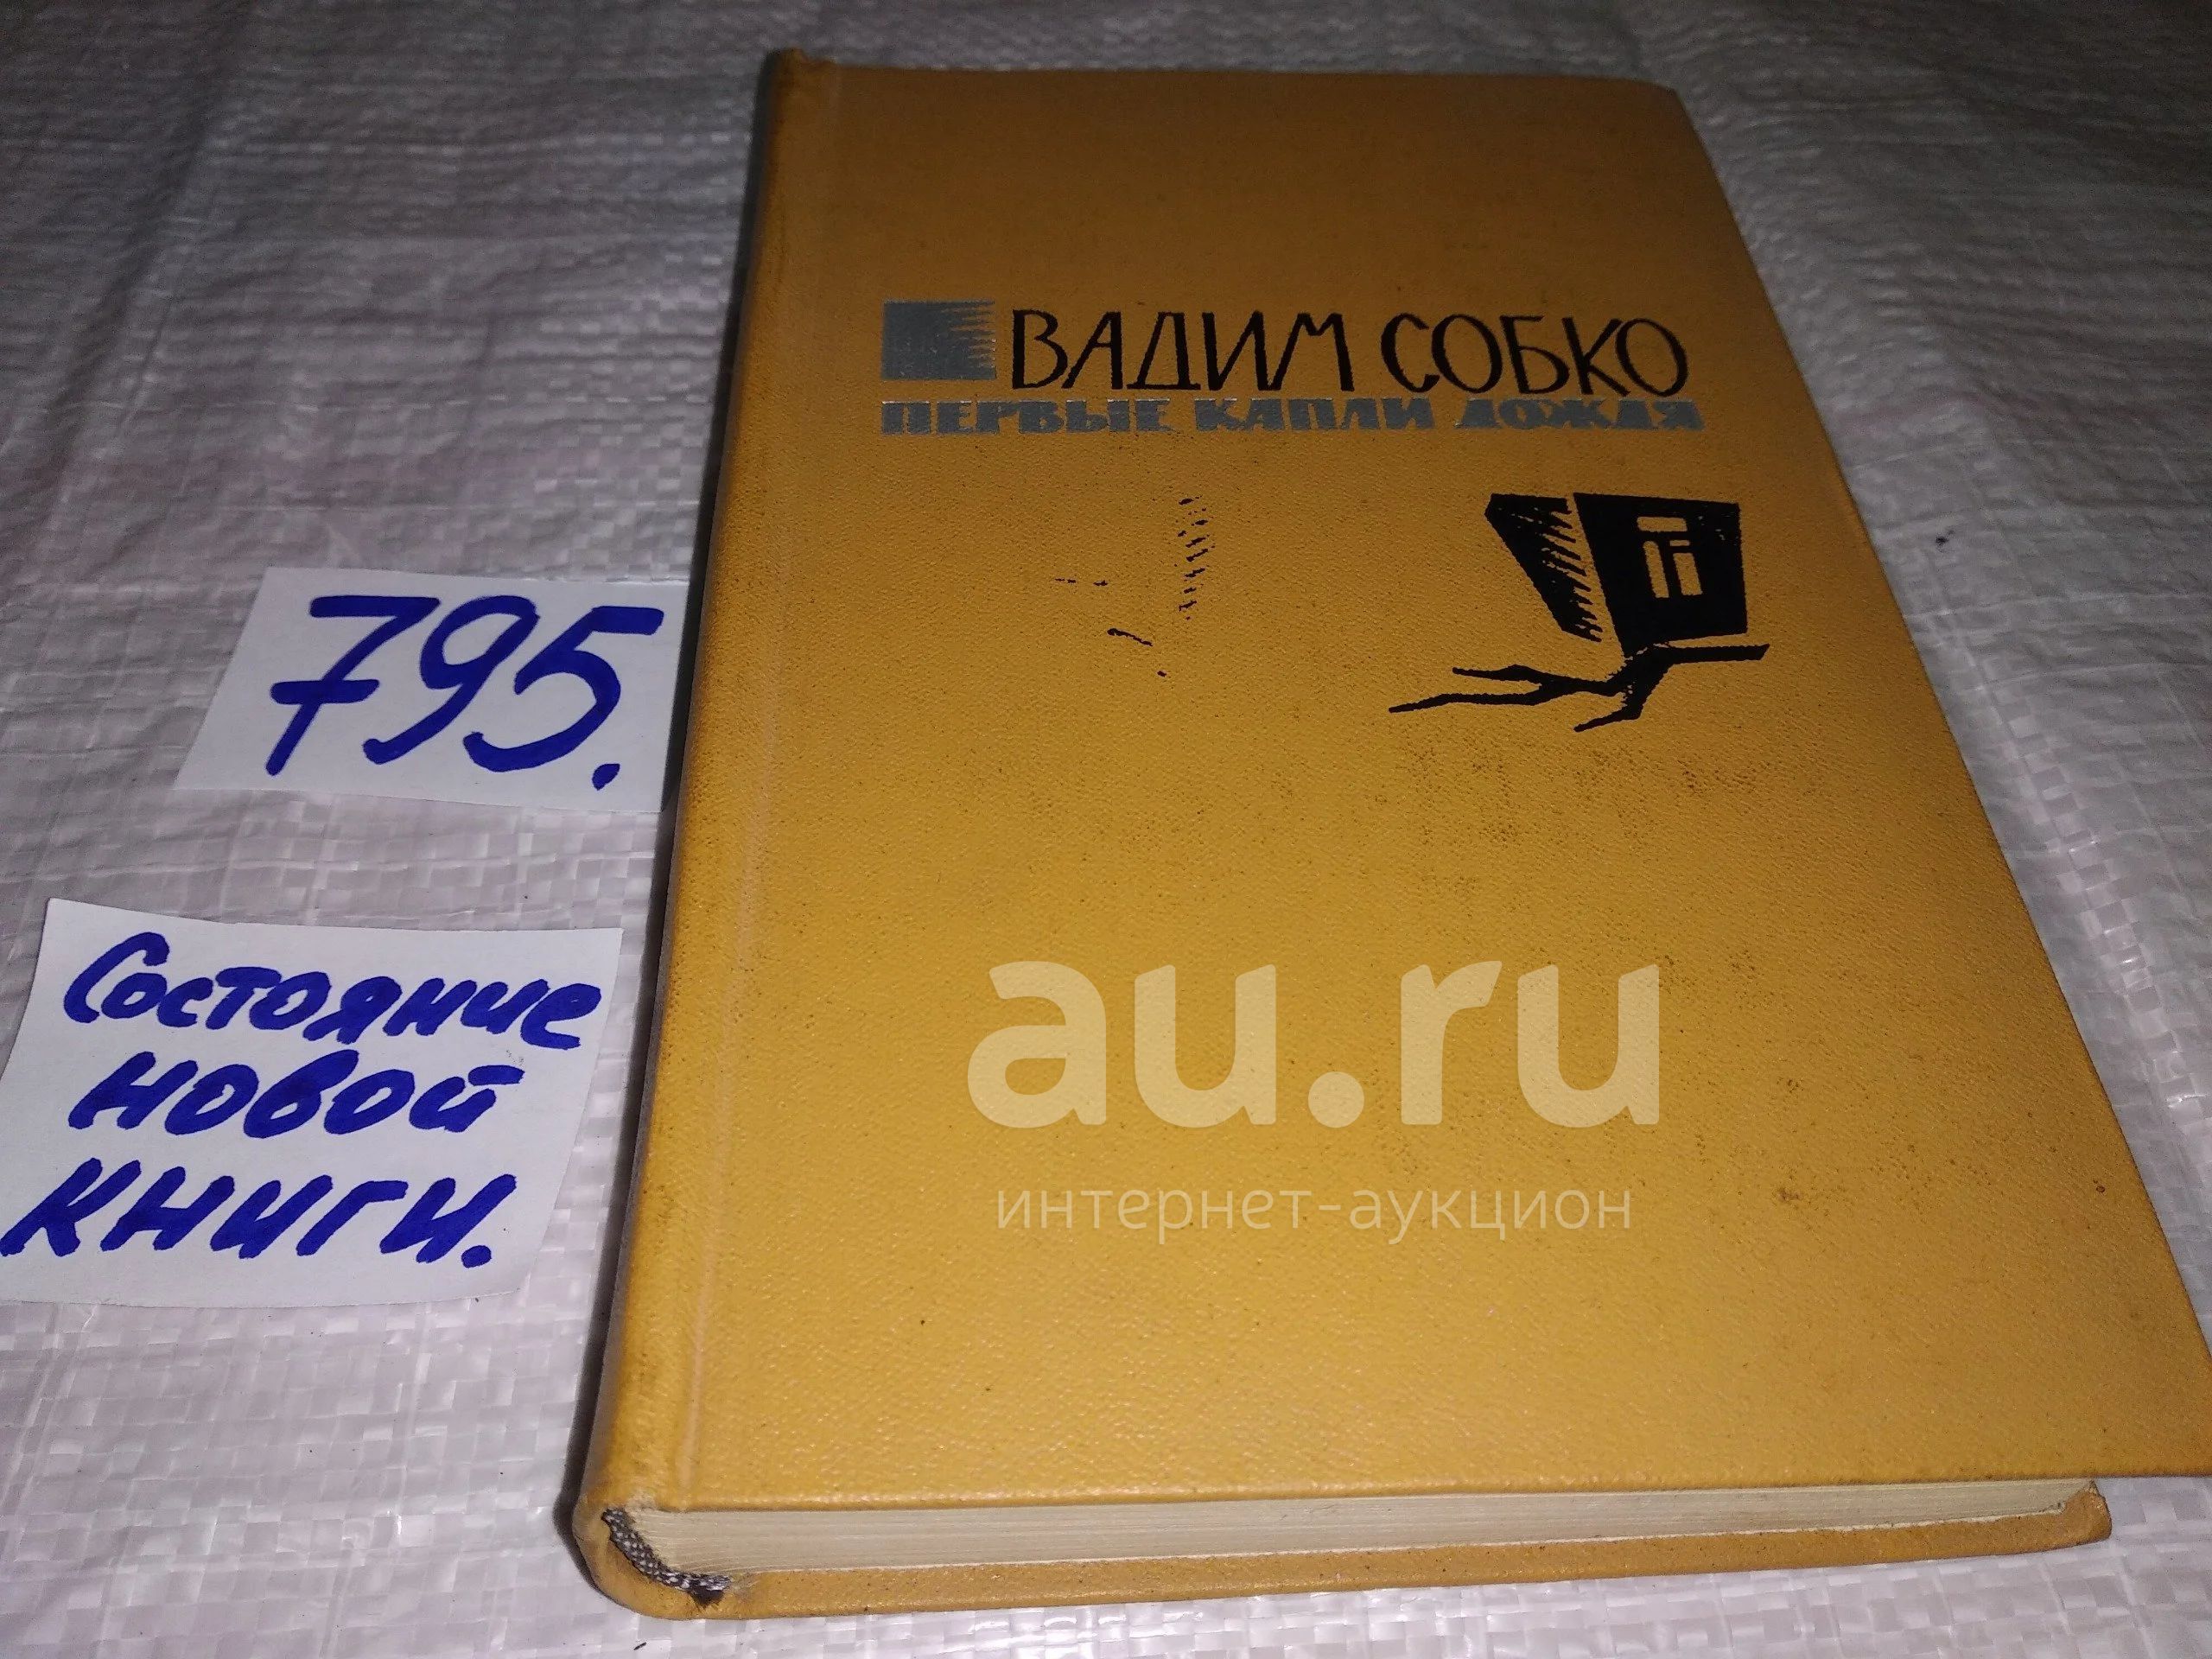 ВАДИМ СОБКО
ПЕРВЫЕ КАПЛИ ДОЖДЯ
795.
Состояние
новой
книги.
au.ru
интернет-аукцион